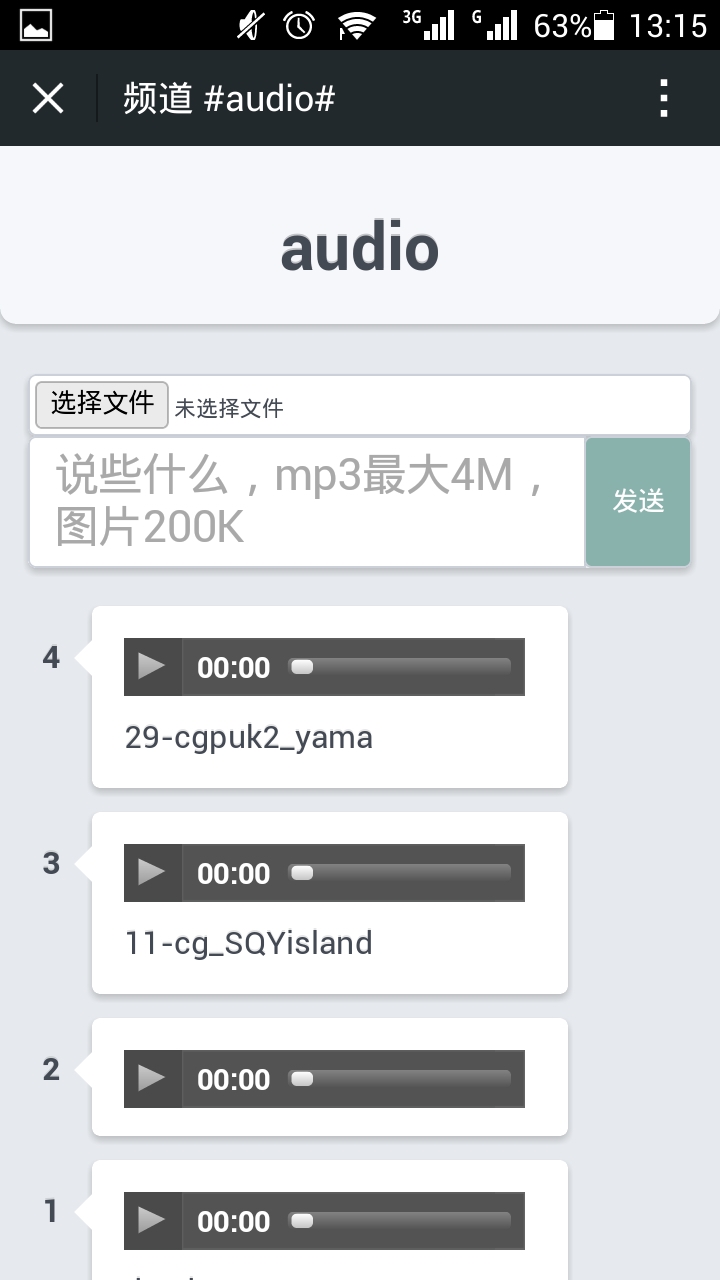 3G G 63% 13:15
频道 #audio#
audio
选择文件 未选择文件
说些什么，mp3最大4M，
图片200K
发送
4
00:00
29-cgpuk2_yama
3
00:00
11-cg_SQYisland
2
00:00
1
00:00